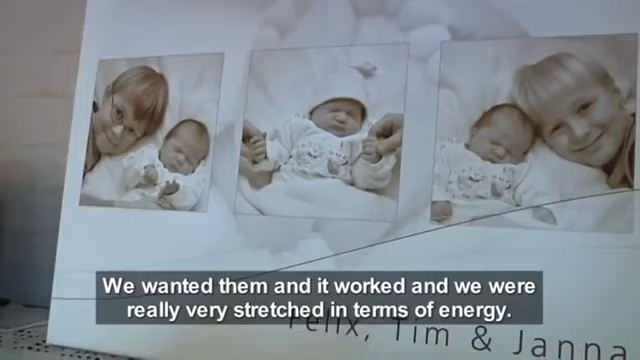 We wanted them and it worked and we were
really very stretched in terms of energy.
Felix, Tim & Janna